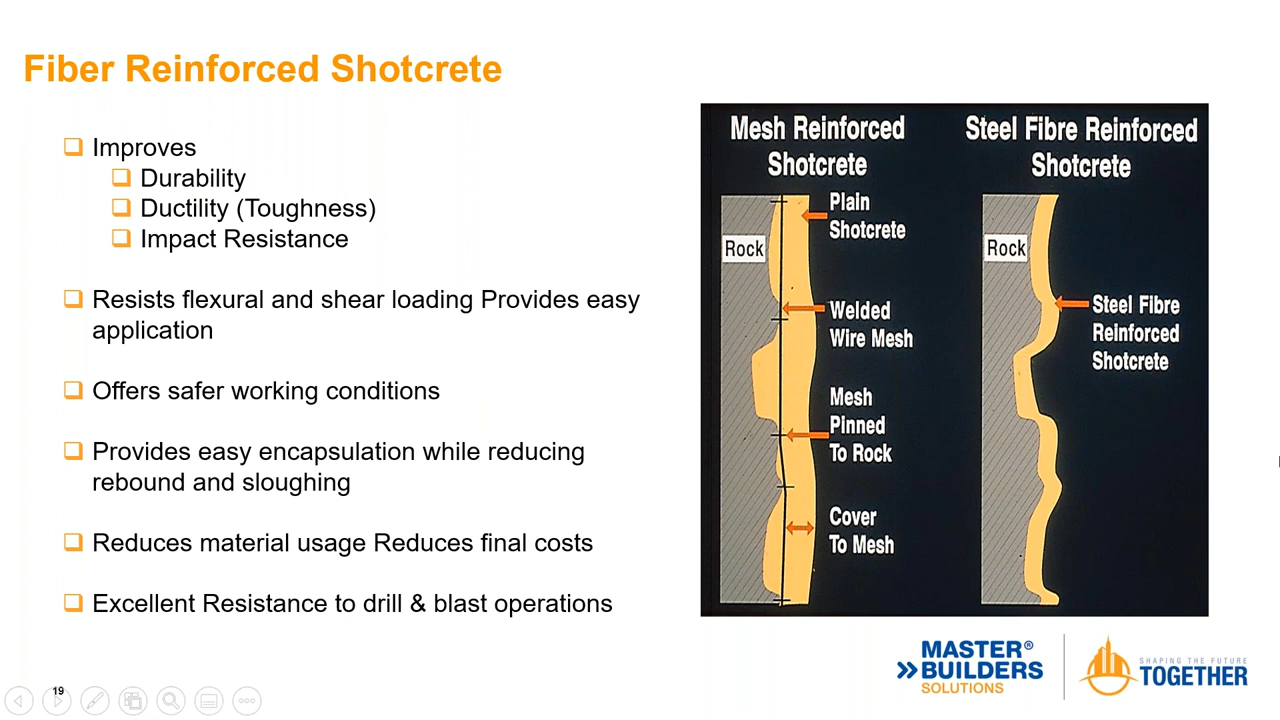 Fiber Reinforced Shotcrete
Improves
Durability
Ductility (Toughness)
Impact Resistance
Resists flexural and shear loading Provides easy
application
Offers safer working conditions
Provides easy encapsulation while reducing
rebound and sloughing
Reduces material usage Reduces final costs
Excellent Resistance to drill & blast operations
Mesh Reinforced
Shotcrete
Plain
Shotcrete
Rock
Welded
Wire Mesh
Mesh
Pinned
To Rock
Cover
To Mesh
Steel Fibre Reinforced
Shotcrete
Rock
Steel Fibre
Reinforced
Shotcrete
MASTER®
BUILDERS
SOLUTIONS
SHAPING THE FUTURE
TOGETHER
19